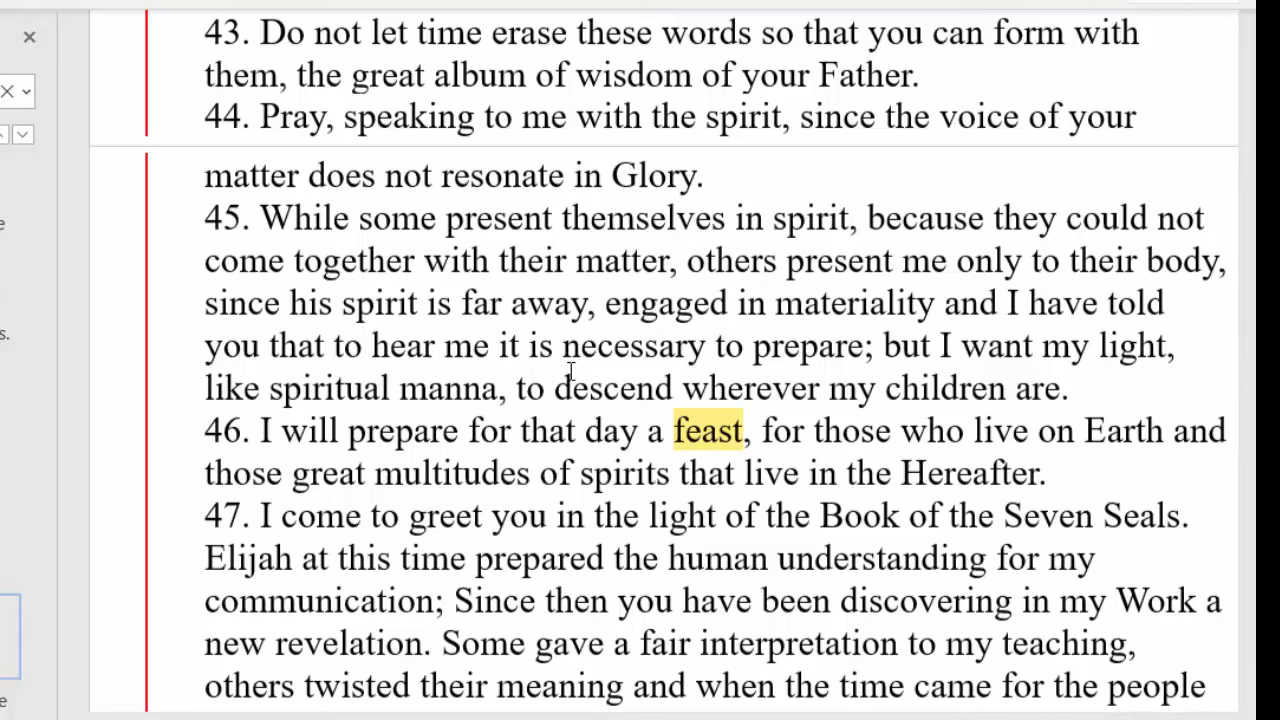 43. Do not let time erase these words so that you can form with
them, the great album of wisdom of your Father.
44. Pray, speaking to me with the spirit, since the voice of your
matter does not resonate in Glory.
45. While some present themselves in spirit, because they could not
come together with their matter, others present me only to their body,
since his spirit is far away, engaged in materiality and I have told
you that to hear me it is necessary to prepare; but I want my light,
like spiritual manna, to descend wherever my children are.
46. I will prepare for that day a feast, for those who live on Earth and
those great multitudes of spirits that live in the Hereafter.
47. I come to greet you in the light of the Book of the Seven Seals.
Elijah at this time prepared the human understanding for my
communication; Since then you have been discovering in my Work a
new revelation. Some gave a fair interpretation to my teaching,
others twisted their meaning and when the time came for the people